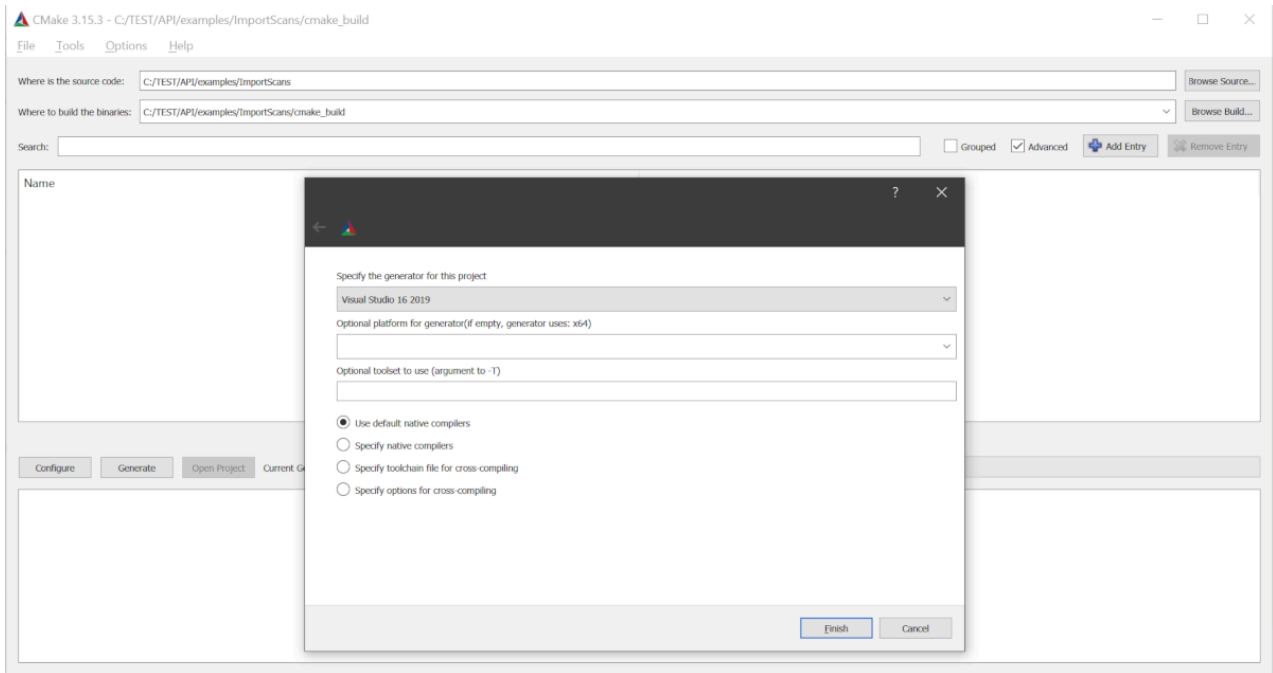 CMake 3.15.3 - C:/TEST/API/examples/ImportScans/cmake_build
File Tools Options Help
Where is the source code: C:/TEST/API/examples/ImportScans Browse Source...
Where to build the binaries: C:/TEST/API/examples/ImportScans/cmake_build Browse Build...
Search: Grouped Advanced Add Entry Remove Entry
Name
?
Specify the generator for this project
Visual Studio 16 2019
Optional platform for generator(if empty, generator uses: x64)
Optional toolset to use (argument to -T)
Use default native compilers
Specify native compilers
Specify toolchain file for cross-compiling
Specify options for cross-compiling
Finish Cancel
Configure Generate Open Project Current G